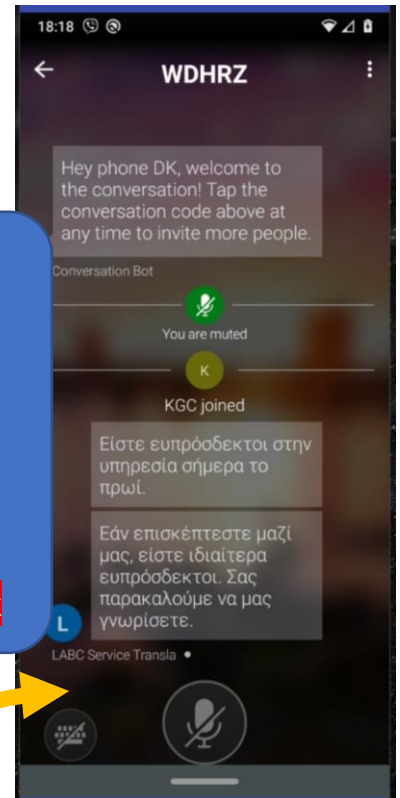 18:18
WDHRZ
Hey phone DK, welcome to
the conversation! Tap the
conversation code above at
any time to invite more people.
Conversation Bot
You are muted
K
KGC joined
Είστε ευπρόσδεκτοι στην
υπηρεσία σήμερα το
πρωί.
Εάν επισκέπτεστε μαζί
μας, είστε ιδιαίτερα
ευπρόσδεκτοι. Σας
παρακαλούμε να μας
γνωρίσετε.
L
LABC Service Transla